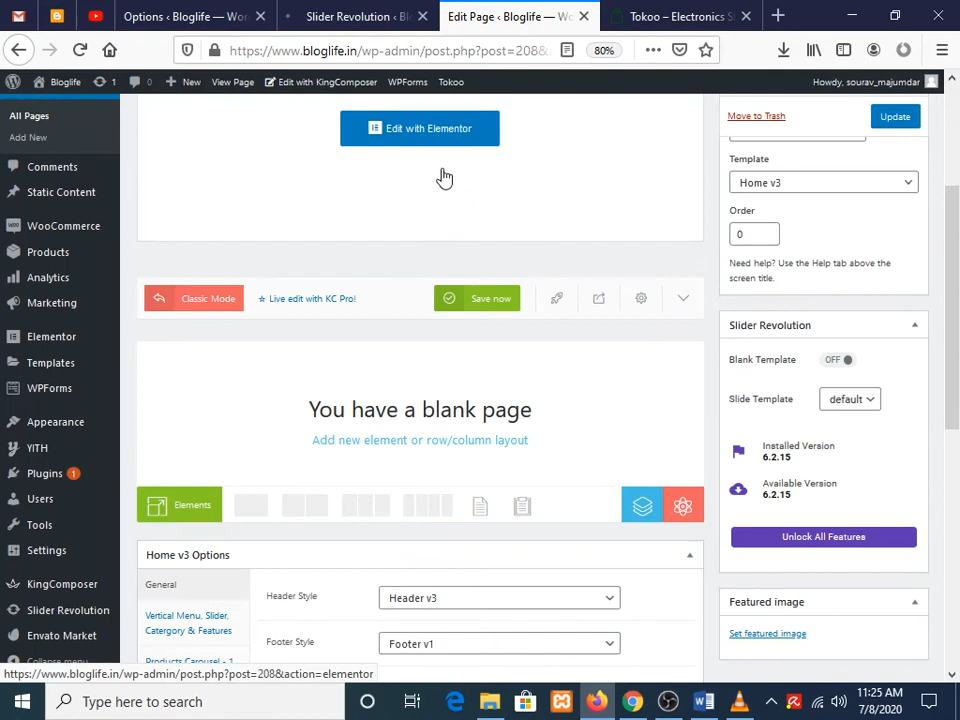 Options ‹ Bloglife — Wor
Slider Revolution ‹ Blo
Edit Page ‹ Bloglife — Wo
Tokoo – Electronics S
https://www.bloglife.in/wp-admin/post.php?post=208&
80%
Bloglife
1
0
New
View Page
Edit with KingComposer
WPForms
Tokoo
Howdy, sourav_majumdar
All Pages
Add New
Comments
Static Content
WooCommerce
Products
Analytics
Marketing
Elementor
Templates
WPForms
Appearance
YITH
Plugins 1
Users
Tools
Settings
KingComposer
Slider Revolution
Envato Market
Collapse menu
Edit with Elementor
Classic Mode
Live edit with KC Pro!
Save now
You have a blank page
Add new element or row/column layout
Elements
Home v3 Options
General
Vertical Menu, Slider,
Catergory & Features
Products Carousel - 1
Header Style
Header v3
Footer Style
Footer v1
Move to Trash
Update
Template
Home v3
Order
0
Need help? Use the Help tab above the
screen title.
Slider Revolution
Blank Template
OFF
Slide Template
default
Installed Version
6.2.15
Available Version
6.2.15
Unlock All Features
Featured image
Set featured image
https://www.bloglife.in/wp-admin/post.php?post=208&action=elementor
Type here to search
11:25 AM
7/8/2020